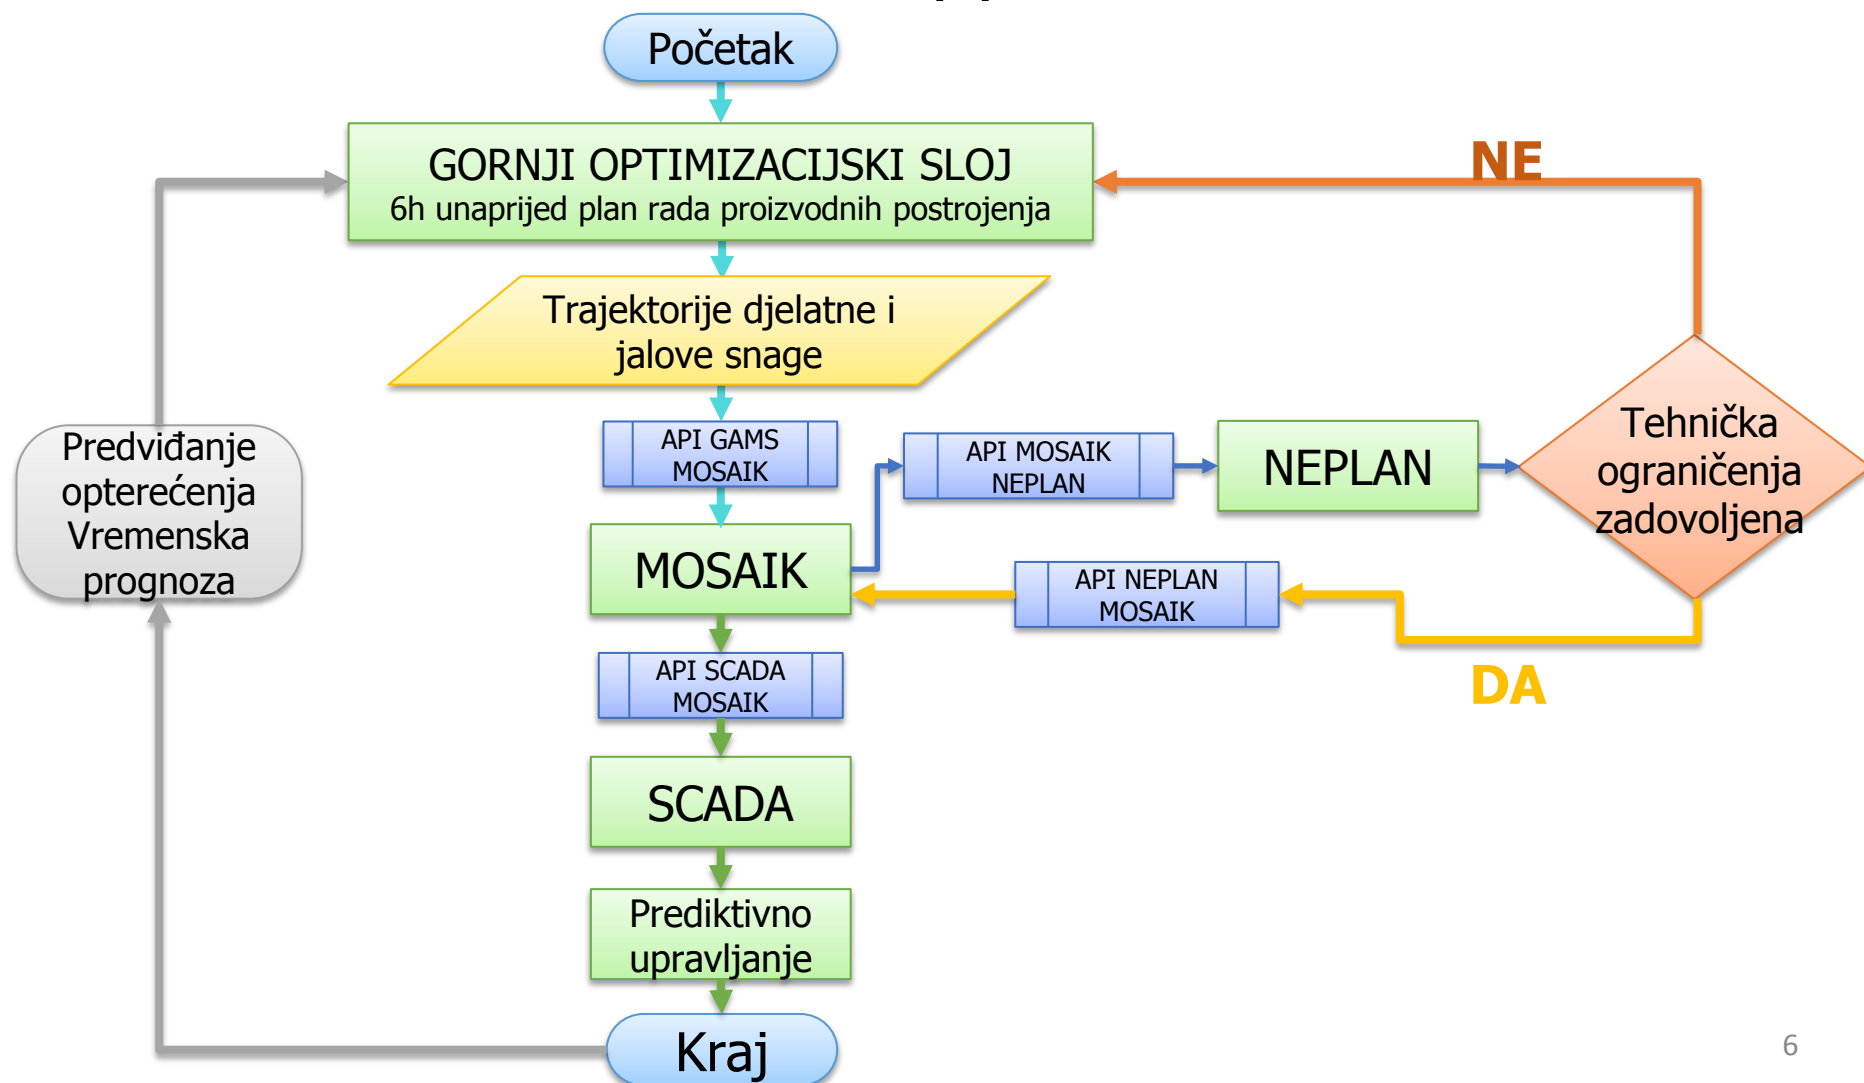 Početak
GORNJI OPTIMIZACIJSKI SLOJ
6h unaprijed plan rada proizvodnih postrojenja
NE
Trajektorije djelatne i
jalove snage
API GAMS
MOSAIK
API MOSAIK
NEPLAN
NEPLAN
Tehnička
ograničenja
zadovoljena
Predviđanje
opterećenja
Vremenska
prognoza
MOSAIK
API NEPLAN
MOSAIK
DA
API SCADA
MOSAIK
SCADA
Prediktivno
upravljanje
Kraj
6